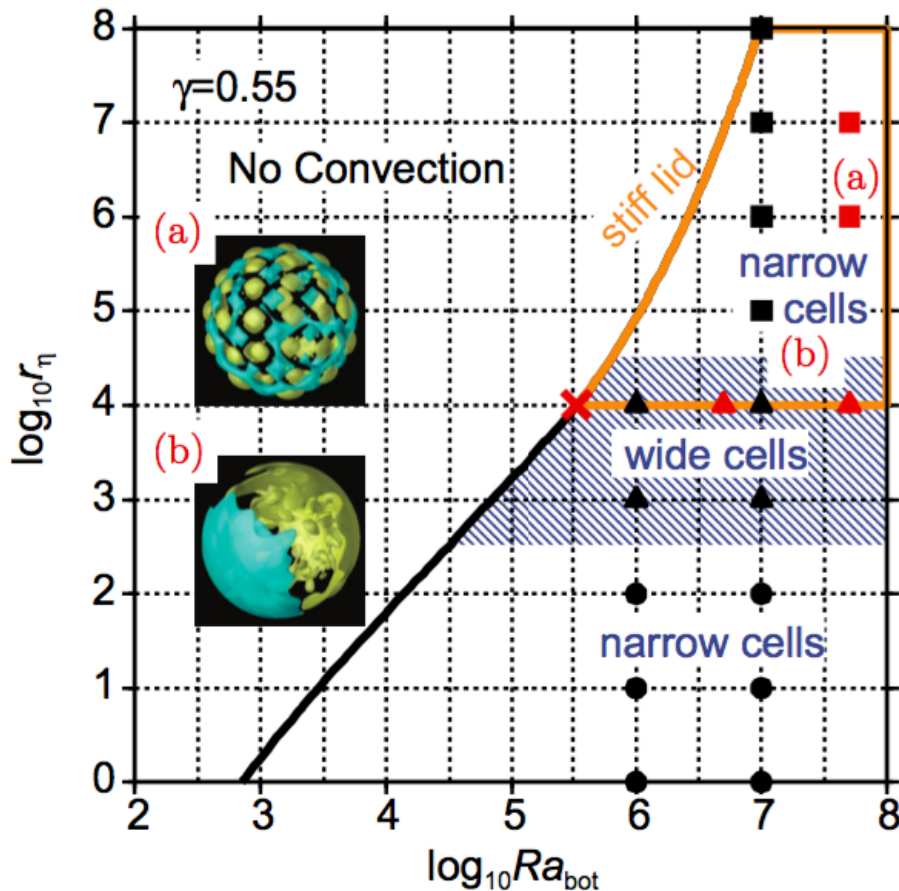 8
γ=0.55
7
No Convection
stiff lid
(a)
6
(a)
narrow
cells
5
(b)
log₁₀rη
4
(b)
wide cells
3
2
narrow cells
1
0
2 3 4 5 6 7 8
log₁₀Ra_bot